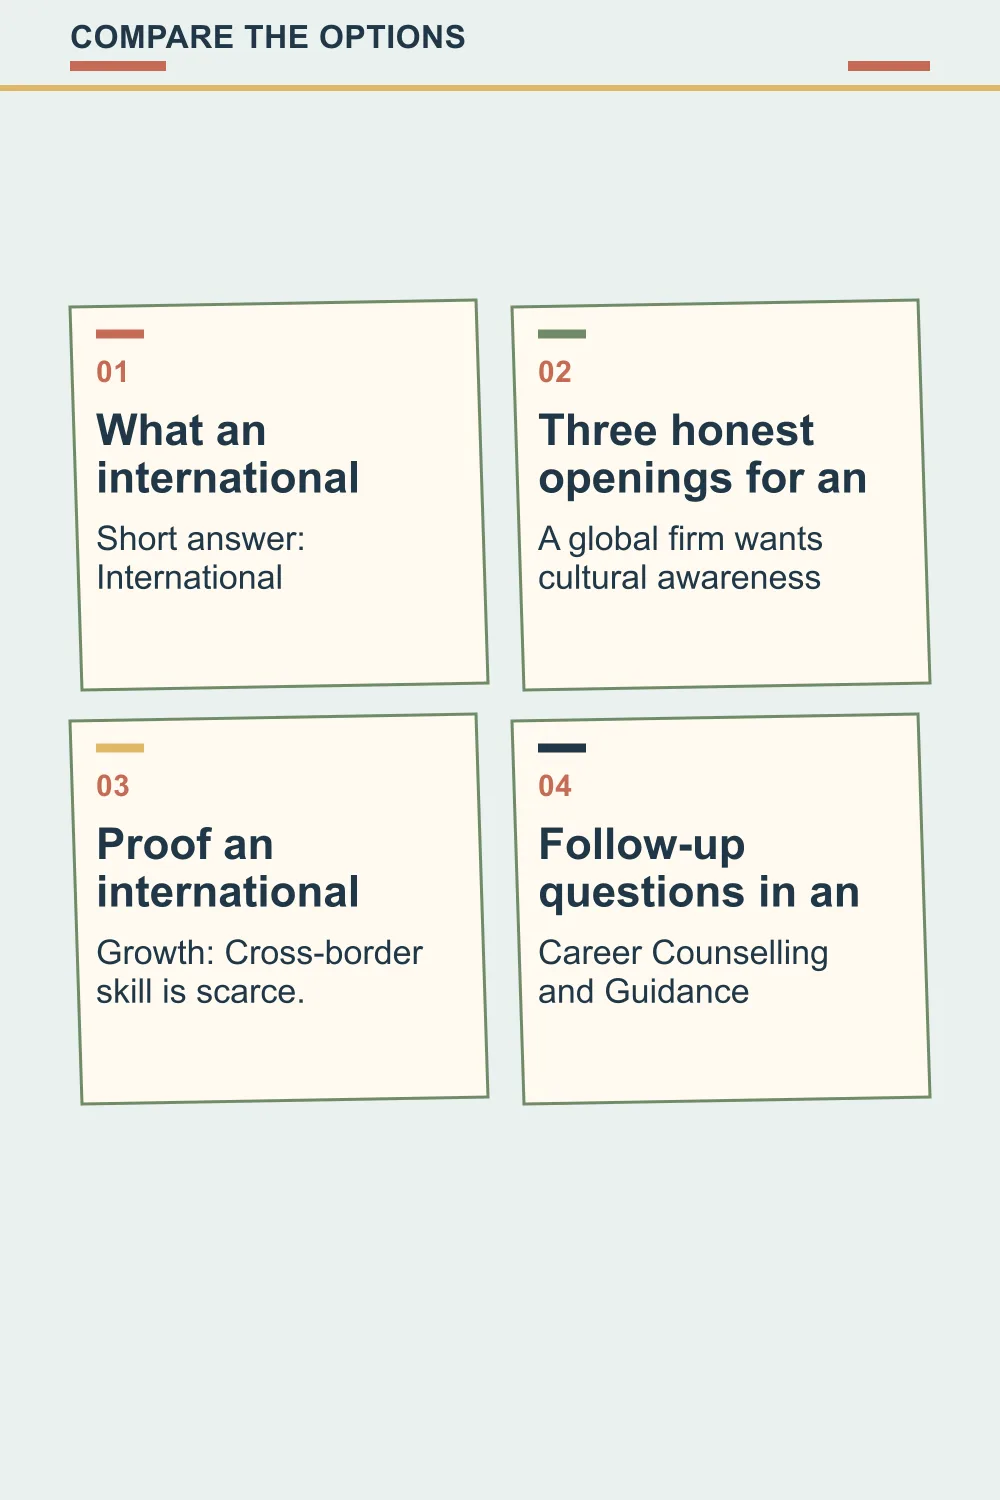 COMPARE THE OPTIONS
01
What an
international
Short answer:
International
02
Three honest
openings for an
A global firm wants
cultural awareness
03
Proof an
international
Growth: Cross-border
skill is scarce.
04
Follow-up
questions in an
Career Counselling
and Guidance